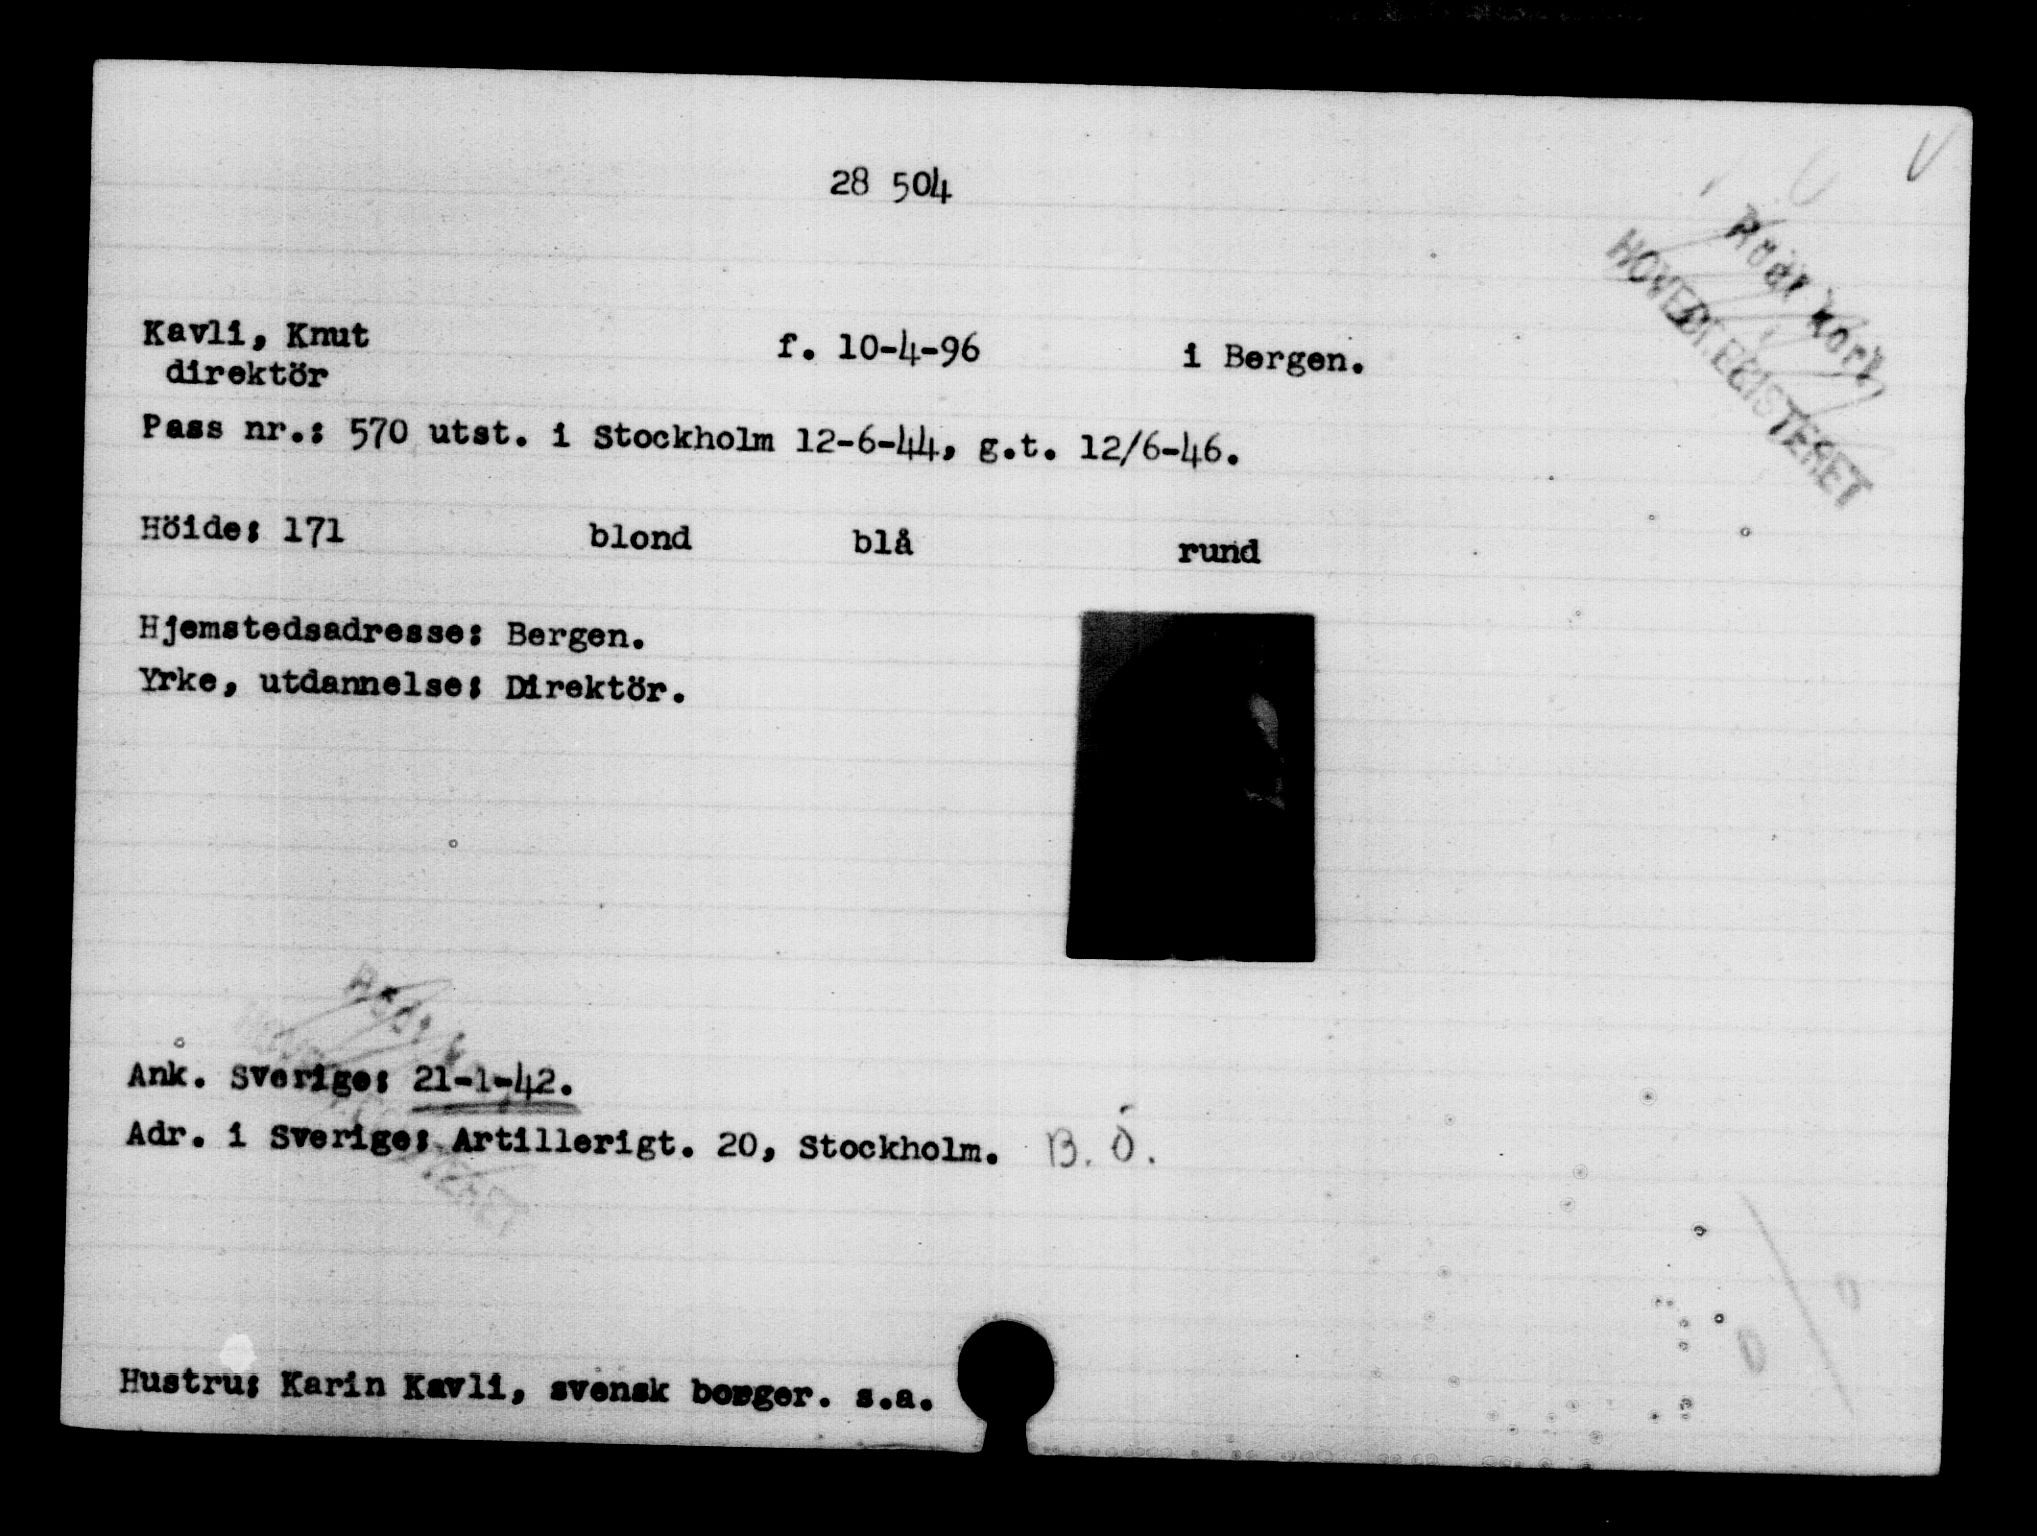 28 504
Kavli, Knut f. 10-4-96 i Bergen.
direktör
Pass nr.: 570 utst. i Stockholm 12-6-44, g.t. 12/6-46.
Höide: 171 blond blå rund
Hjemstedsadresse: Bergen.
Yrke, utdannelse: Direktör.
Ank. Sverige: 21-1-42.
Adr. i Sverige: Artillerigt. 20, Stockholm. B. Ö.
Hustru: Karin Kavli, svensk borger. s.a.
HOVEDREGISTERET